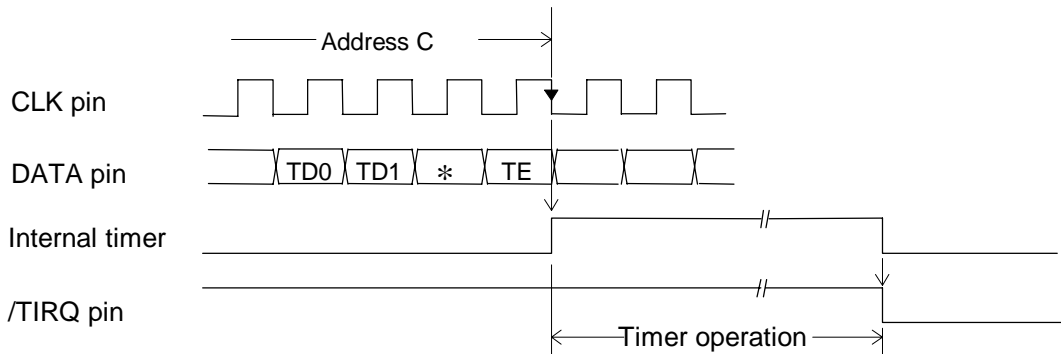 Address C
CLK pin
DATA pin
TD0 TD1 * TE
Internal timer
/TIRQ pin
Timer operation